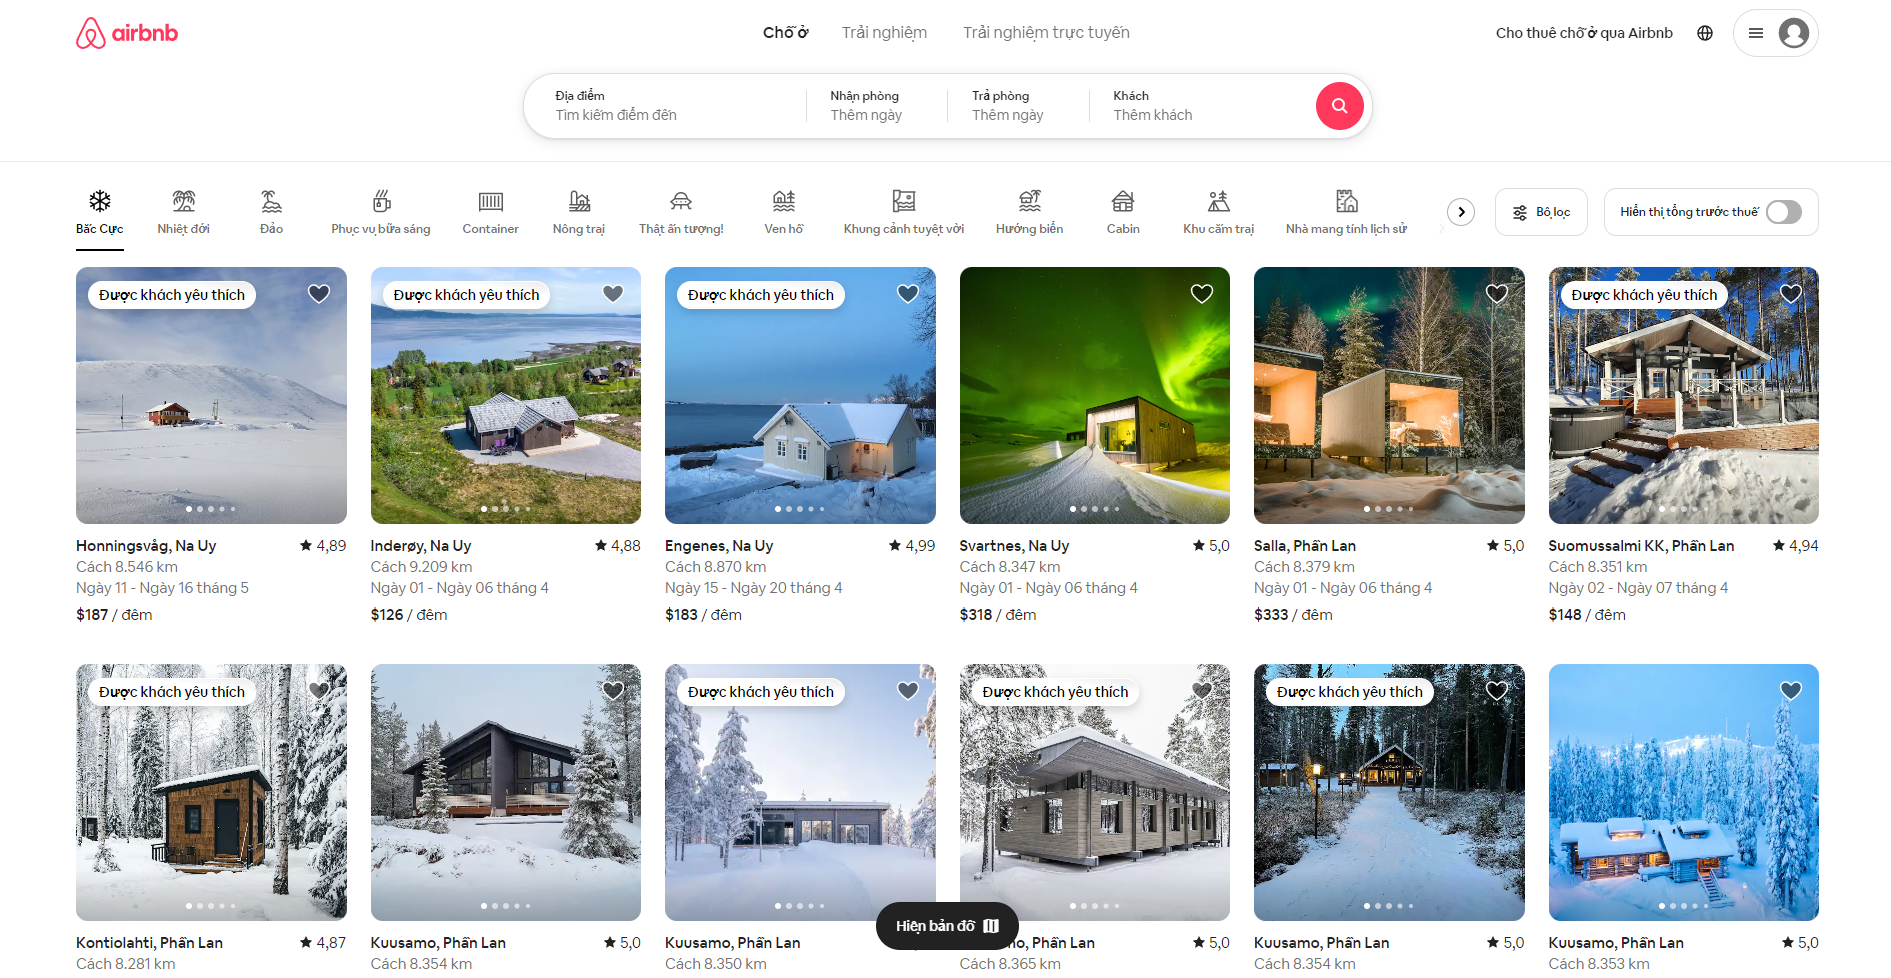 airbnb
Chỗ ở
Trải nghiệm
Trải nghiệm trực tuyến
Cho thuê chỗ ở qua Airbnb
Địa điểm
Tìm kiếm điểm đến
Nhận phòng
Thêm ngày
Trả phòng
Thêm ngày
Khách
Thêm khách
Bắc Cực
Nhiệt đới
Đảo
Phục vụ bữa sáng
Container
Nông trại
Thật ấn tượng!
Ven hồ
Khung cảnh tuyệt vời
Hướng biển
Cabin
Khu cắm trại
Nhà mang tính lịch sử
Bộ lọc
Hiển thị tổng trước thuế
Được khách yêu thích
Honningsvåg, Na Uy
4,89
Cách 8.546 km
Ngày 11 - Ngày 16 tháng 5
$187 / đêm
Được khách yêu thích
Inderøy, Na Uy
4,88
Cách 9.209 km
Ngày 01 - Ngày 06 tháng 4
$126 / đêm
Được khách yêu thích
Engenes, Na Uy
4,99
Cách 8.870 km
Ngày 15 - Ngày 20 tháng 4
$183 / đêm
Svartnes, Na Uy
5,0
Cách 8.347 km
Ngày 01 - Ngày 06 tháng 4
$318 / đêm
Salla, Phần Lan
5,0
Cách 8.379 km
Ngày 01 - Ngày 06 tháng 4
$333 / đêm
Được khách yêu thích
Suomussalmi KK, Phần Lan
4,94
Cách 8.351 km
Ngày 02 - Ngày 07 tháng 4
$148 / đêm
Được khách yêu thích
Kontiolahti, Phần Lan
4,87
Cách 8.281 km
Kuusamo, Phần Lan
5,0
Cách 8.354 km
Được khách yêu thích
Kuusamo, Phần Lan
Cách 8.350 km
Hiện bản đồ
Được khách yêu thích
Phần Lan
5,0
Cách 8.365 km
Được khách yêu thích
Kuusamo, Phần Lan
5,0
Cách 8.354 km
Kuusamo, Phần Lan
5,0
Cách 8.353 km